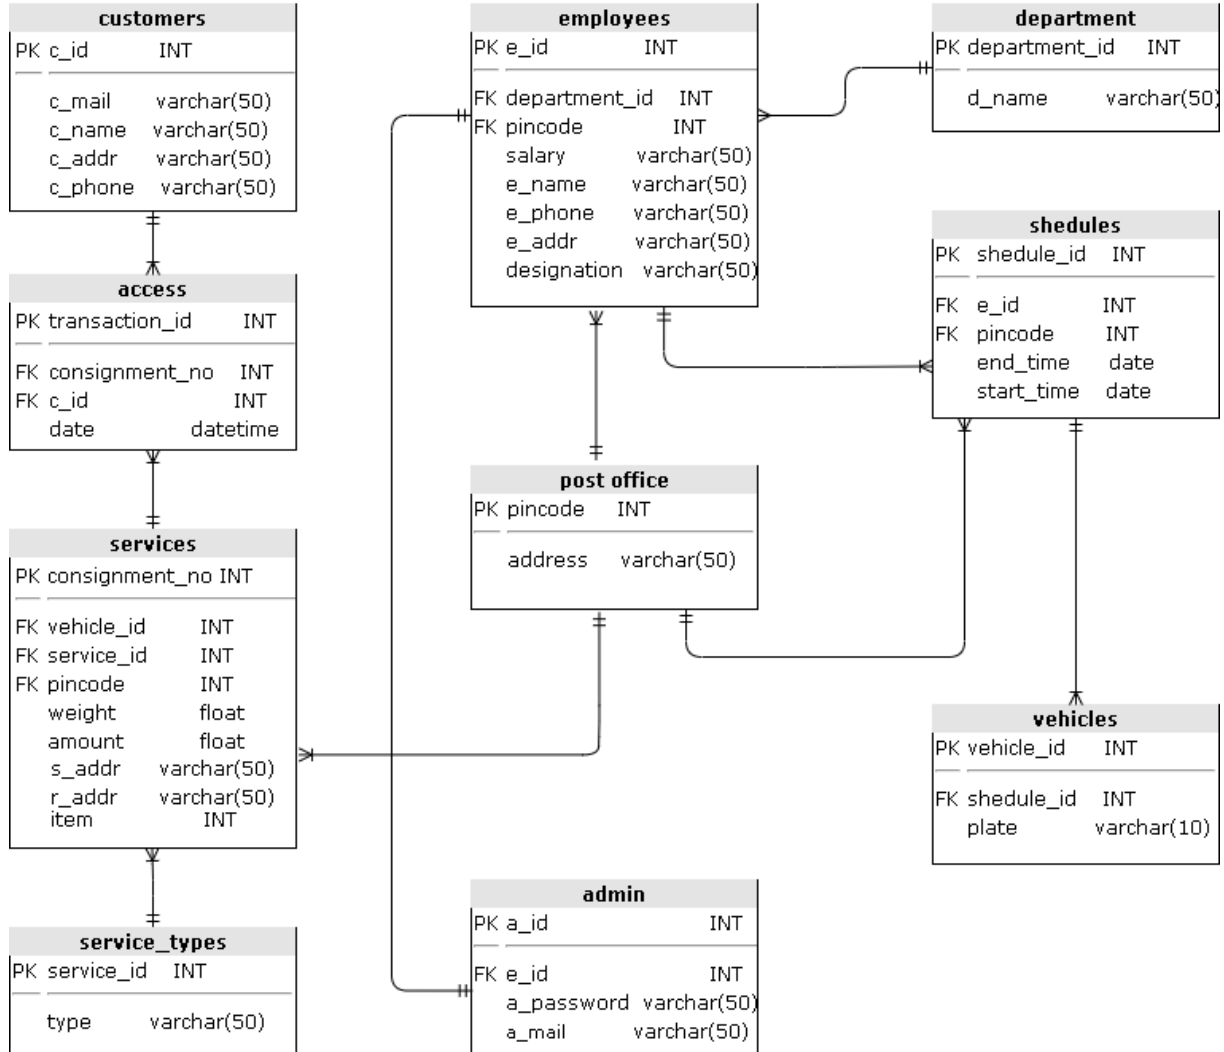 customers
PK c_id INT
c_mail varchar(50)
c_name varchar(50)
c_addr varchar(50)
c_phone varchar(50)
access
PK transaction_id INT
FK consignment_no INT
FK c_id INT
date datetime
services
PK consignment_no INT
FK vehicle_id INT
FK service_id INT
FK pincode INT
weight float
amount float
s_addr varchar(50)
r_addr varchar(50)
item INT
service_types
PK service_id INT
type varchar(50)
employees
PK e_id INT
FK department_id INT
FK pincode INT
salary varchar(50)
e_name varchar(50)
e_phone varchar(50)
e_addr varchar(50)
designation varchar(50)
post office
PK pincode INT
address varchar(50)
admin
PK a_id INT
FK e_id INT
a_password varchar(50)
a_mail varchar(50)
department
PK department_id INT
d_name varchar(50)
shedules
PK shedule_id INT
FK e_id INT
FK pincode INT
end_time date
start_time date
vehicles
PK vehicle_id INT
FK shedule_id INT
plate varchar(10)